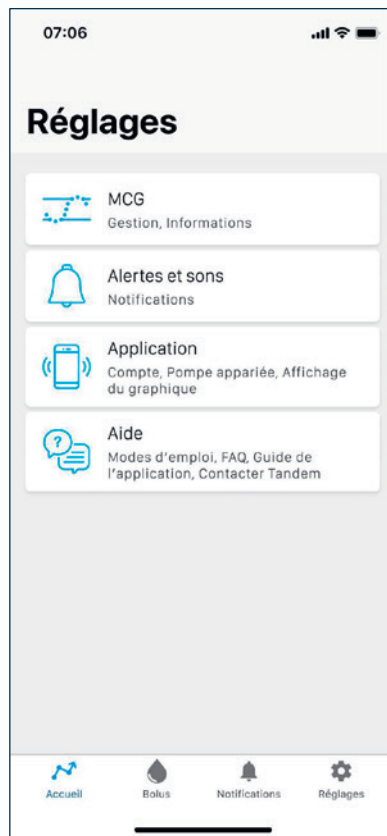 07:06
Réglages
MCG
Gestion, Informations
Alertes et sons
Notifications
Application
Compte, Pompe appariée, Affichage
du graphique
?
Aide
Modes d'emploi, FAQ, Guide de
l'application, Contacter Tandem
Accueil
Bolus
Notifications
Réglages